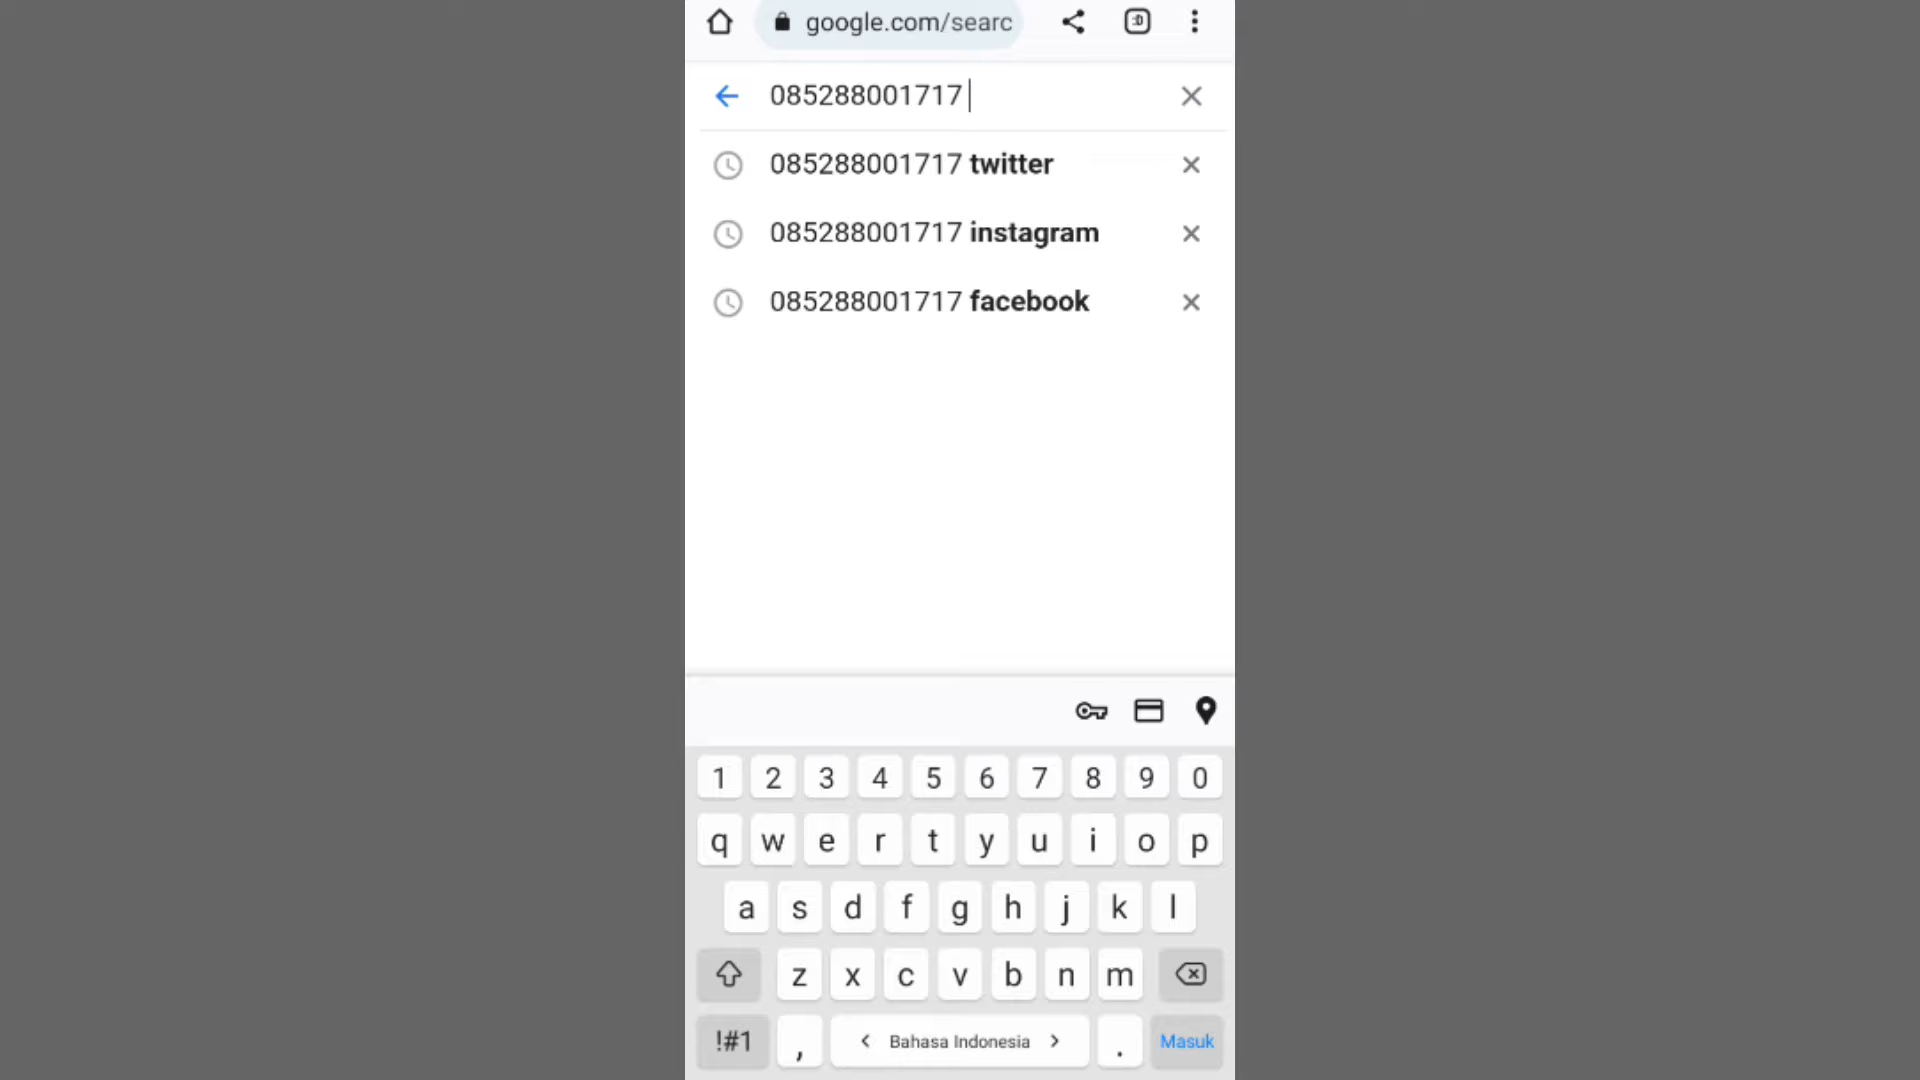 google.com/searc
:D
085288001717
085288001717 twitter
085288001717 instagram
085288001717 facebook
1 2 3 4 5 6 7 8 9 0
q w e r t y u i o p
a s d f g h j k l
z x c v b n m
!#1 , < Bahasa Indonesia > . Masuk